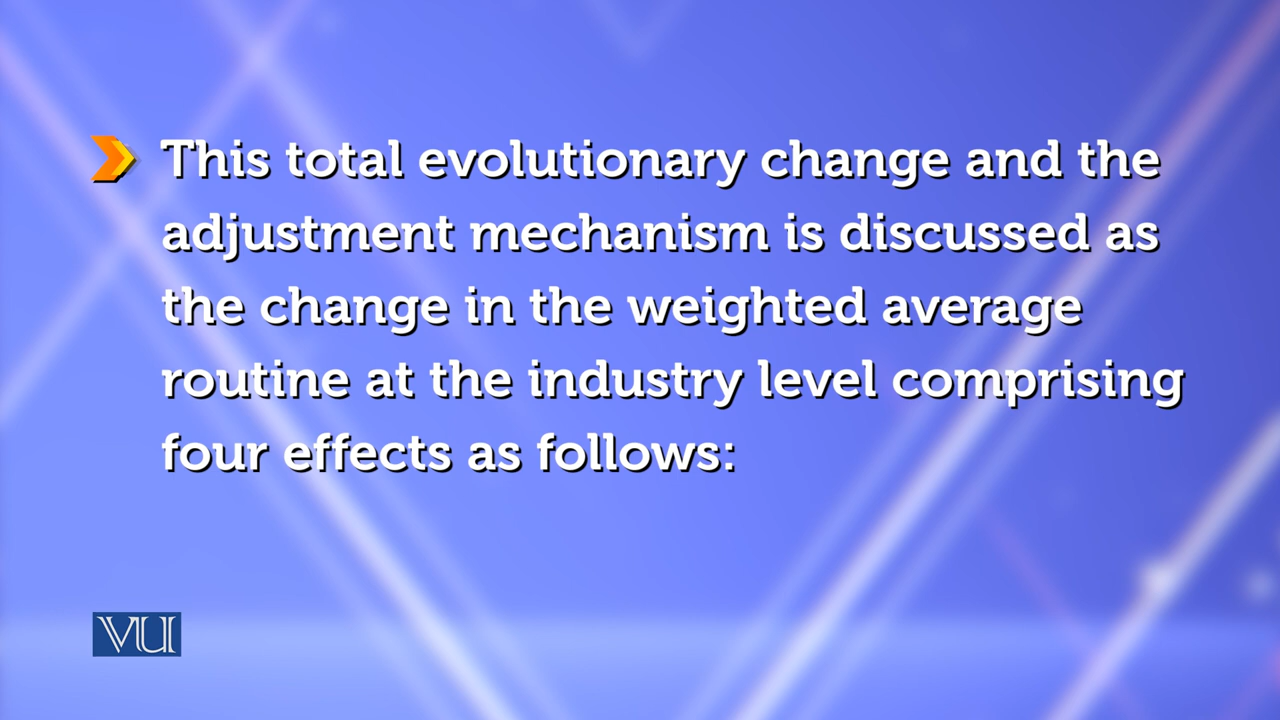 This total evolutionary change and the
adjustment mechanism is discussed as
the change in the weighted average
routine at the industry level comprising
four effects as follows:
VU